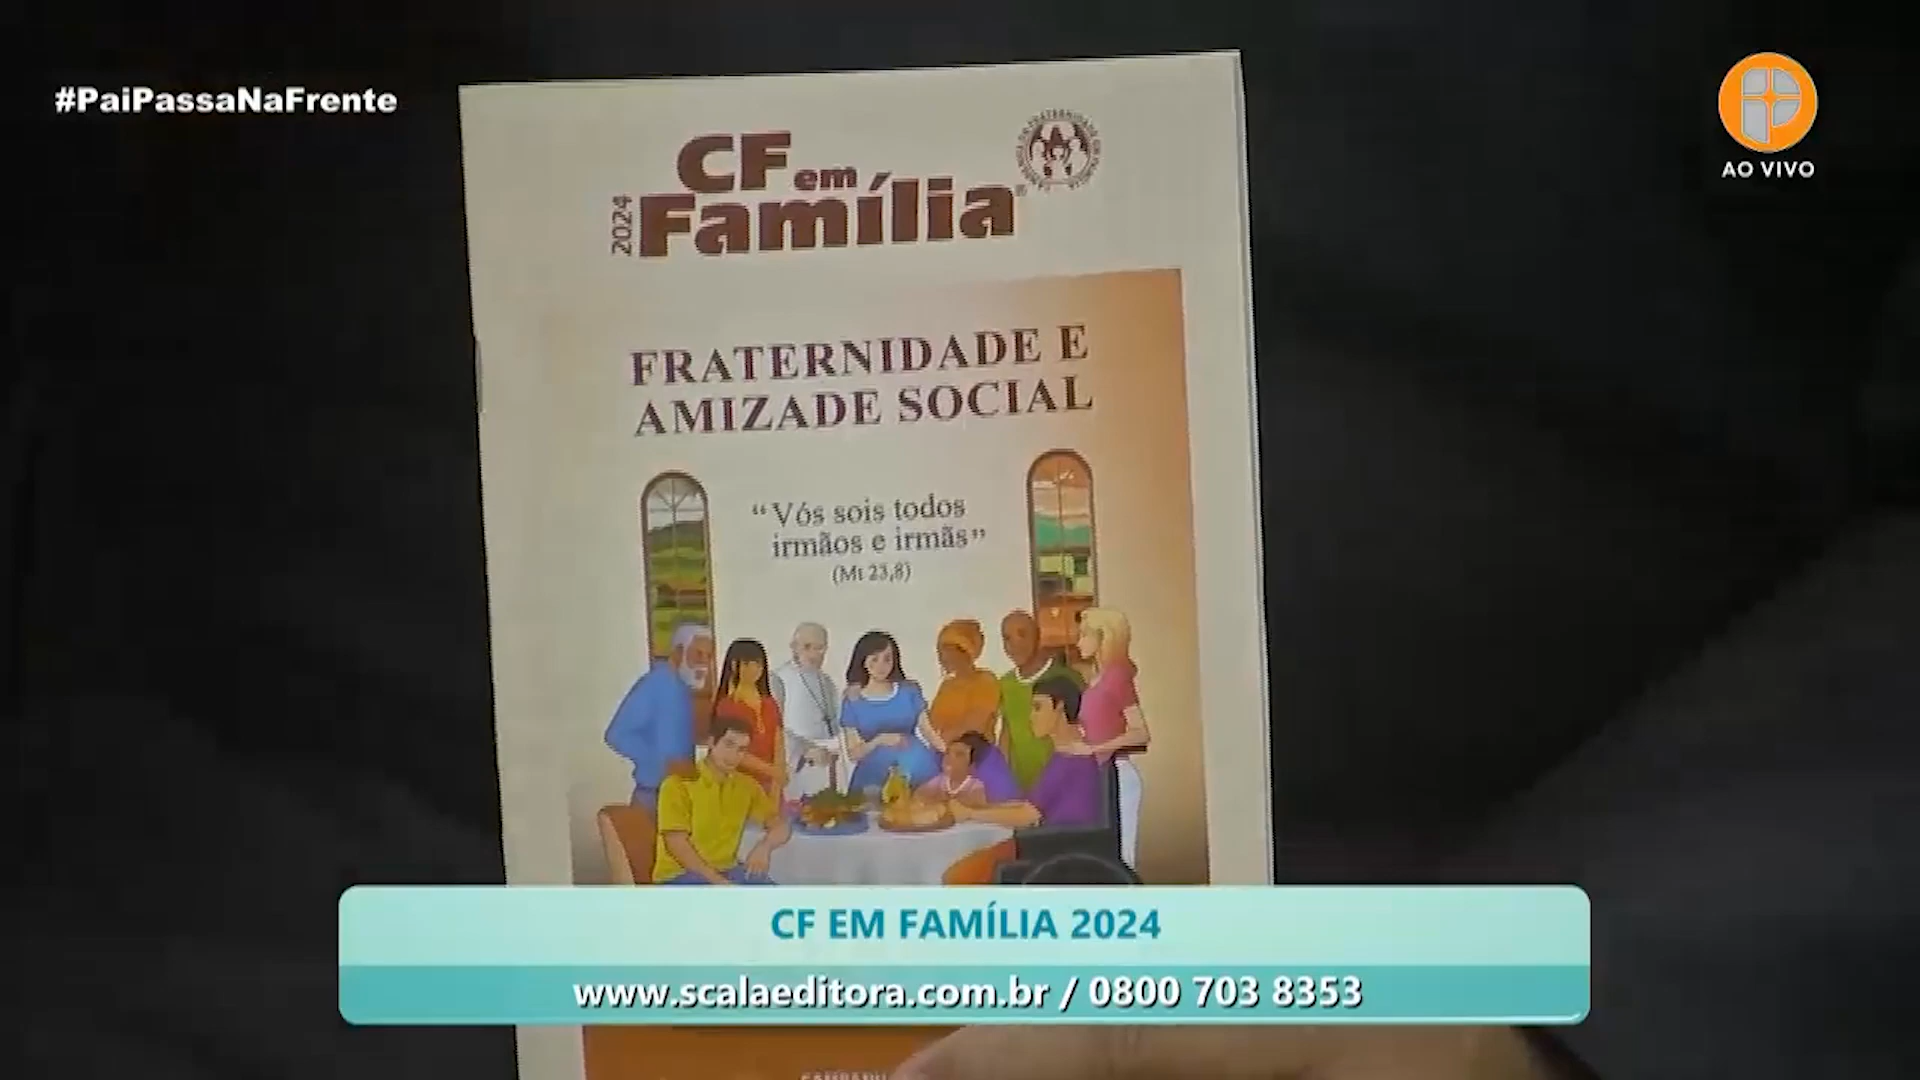 #PaiPassaNaFrente
AO VIVO
CF em
2024
Família®
FRATERNIDADE E
AMIZADE SOCIAL
“Vós sois todos
irmãos e irmãs”
(Mt 23,8)
CF EM FAMÍLIA 2024
www.scalaeditora.com.br / 0800 703 8353